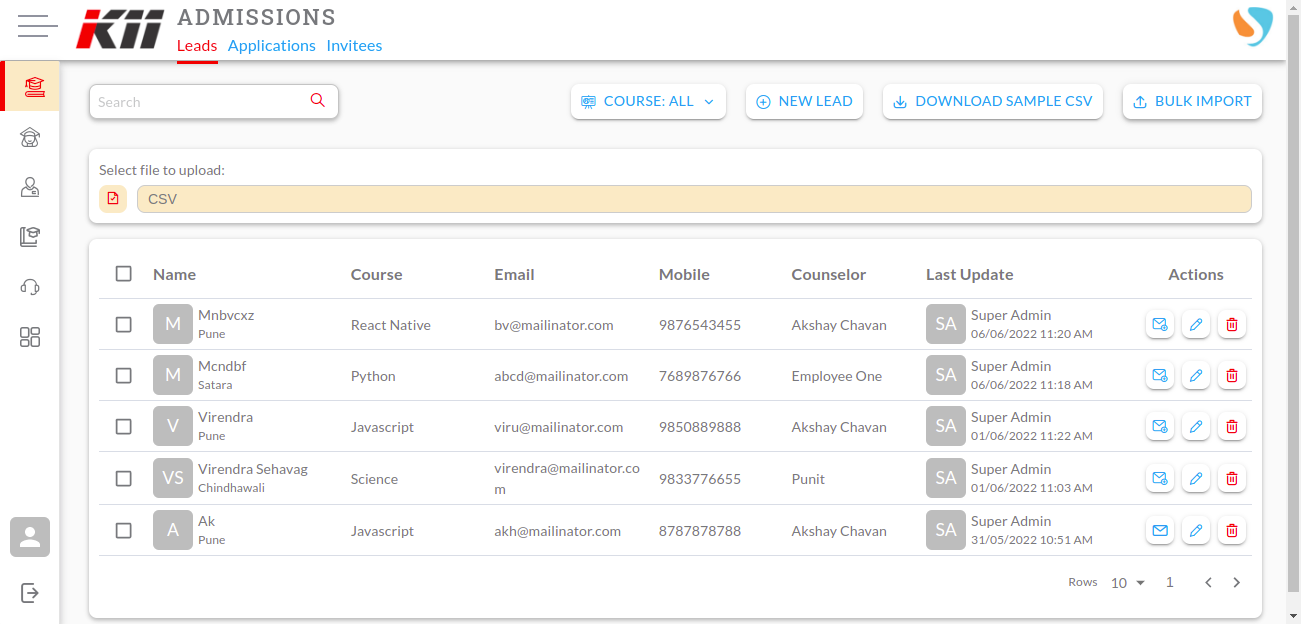 KII
ADMISSIONS
Leads Applications Invitees
Search
COURSE: ALL
NEW LEAD
DOWNLOAD SAMPLE CSV
BULK IMPORT
Select file to upload:
CSV
Name Course Email Mobile Counselor Last Update Actions
M Mnbvcxz Pune React Native bv@mailinator.com 9876543455 Akshay Chavan SA Super Admin 06/06/2022 11:20 AM
M Mcndbf Satara Python abcd@mailinator.com 7689876766 Employee One SA Super Admin 06/06/2022 11:18 AM
V Virendra Pune Javascript viru@mailinator.com 9850889888 Akshay Chavan SA Super Admin 01/06/2022 11:22 AM
VS Virendra Sehavag Chindhawali Science virendra@mailinator.co
m 9833776655 Punit SA Super Admin 01/06/2022 11:03 AM
A Ak Pune Javascript akh@mailinator.com 8787878788 Akshay Chavan SA Super Admin 31/05/2022 10:51 AM
Rows 10 1